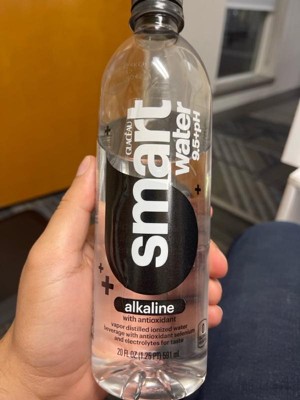 GLACÉAU
smart
water
9.5+pH
alkaline
with antioxidant
vapor distilled ionized water
beverage with antioxidant selenium
and electrolytes for taste
20 FL OZ (1.25 PT) 591 mL